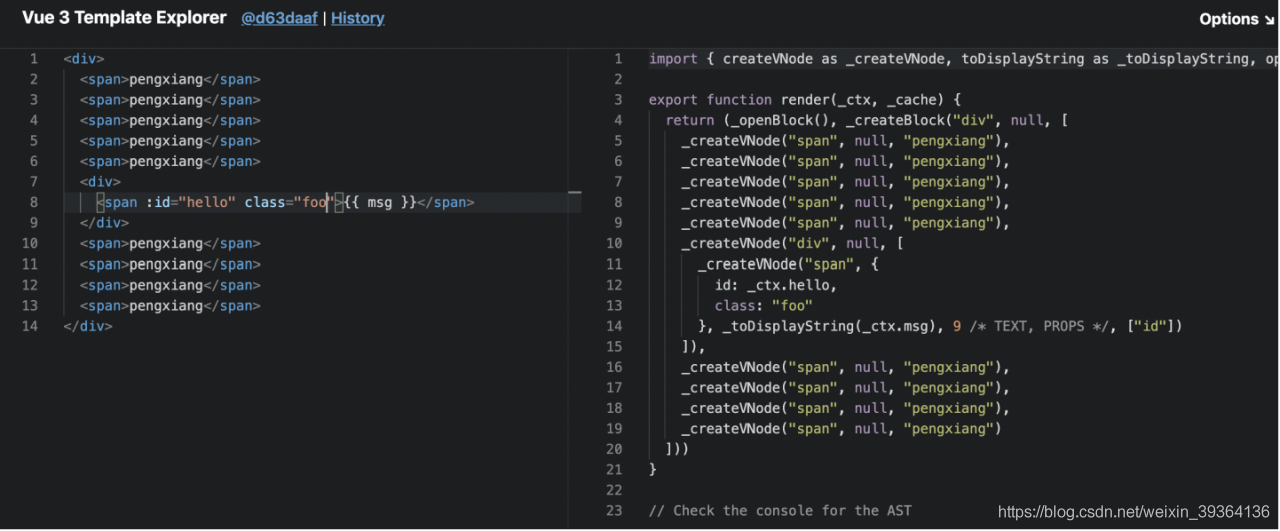 Vue 3 Template Explorer @d63daaf | History Options ↘
1 <div>
2 <span>pengxiang</span>
3 <span>pengxiang</span>
4 <span>pengxiang</span>
5 <span>pengxiang</span>
6 <span>pengxiang</span>
7 <div>
8 <span :id="hello" class="foo">{{ msg }}</span>
9 </div>
10 <span>pengxiang</span>
11 <span>pengxiang</span>
12 <span>pengxiang</span>
13 <span>pengxiang</span>
14 </div>
1 import { createVNode as _createVNode, toDisplayString as _toDisplayString, op
2
3 export function render(_ctx, _cache) {
4 return (_openBlock(), _createBlock("div", null, [
5 _createVNode("span", null, "pengxiang"),
6 _createVNode("span", null, "pengxiang"),
7 _createVNode("span", null, "pengxiang"),
8 _createVNode("span", null, "pengxiang"),
9 _createVNode("span", null, "pengxiang"),
10 _createVNode("div", null, [
11 _createVNode("span", {
12 id: _ctx.hello,
13 class: "foo"
14 }, _toDisplayString(_ctx.msg), 9 /* TEXT, PROPS */, ["id"])
15 ]),
16 _createVNode("span", null, "pengxiang"),
17 _createVNode("span", null, "pengxiang"),
18 _createVNode("span", null, "pengxiang"),
19 _createVNode("span", null, "pengxiang")
20 ]))
21 }
22
23 // Check the console for the AST
https://blog.csdn.net/weixin_39364136